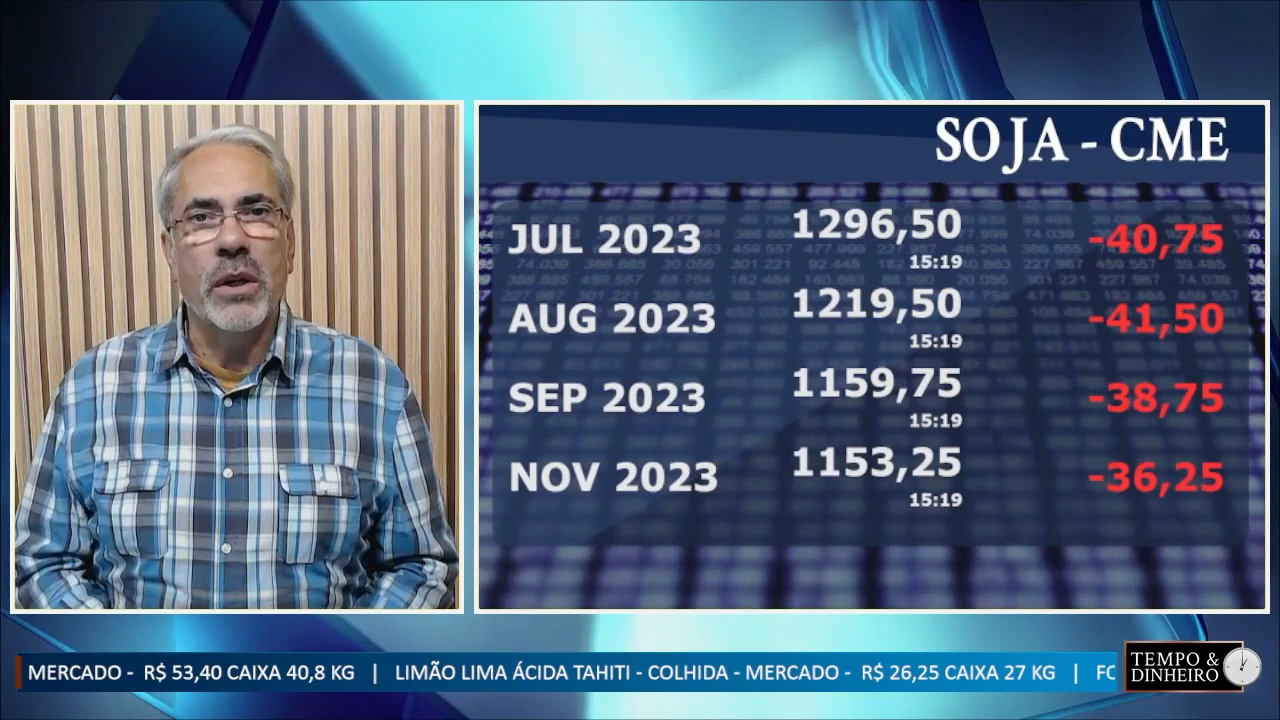 SOJA - CME
JUL 2023 1296,50 -40,75
15:19
AUG 2023 1219,50 -41,50
15:19
SEP 2023 1159,75 -38,75
15:19
NOV 2023 1153,25 -36,25
15:19
MERCADO - R$ 53,40 CAIXA 40,8 KG | LIMÃO LIMA ÁCIDA TAHITI - COLHIDA - MERCADO - R$ 26,25 CAIXA 27 KG |
TEMPO &
DINHEIRO